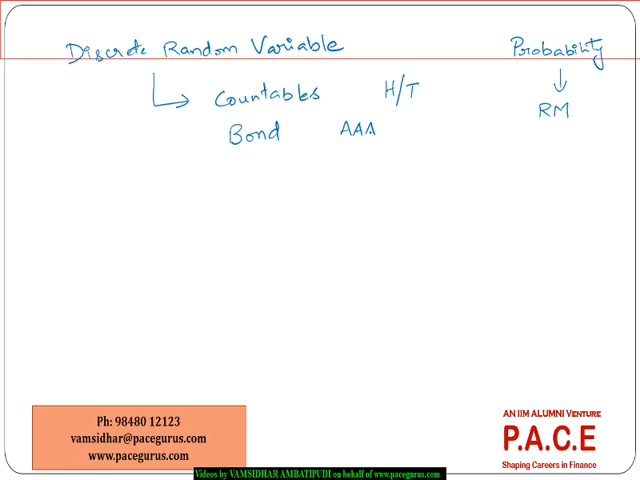 Discrete Random Variable Probability
Countables H/T RM
Bond AAA
Ph: 98480 12123
vamsidhar@pacegurus.com
www.pacegurus.com
AN IIM ALUMNI VENTURE
P.A.C.E
Shaping Careers in Finance
Videos by VAMSIDHAR AMBATIPUDI on behalf of www.pacegurus.com